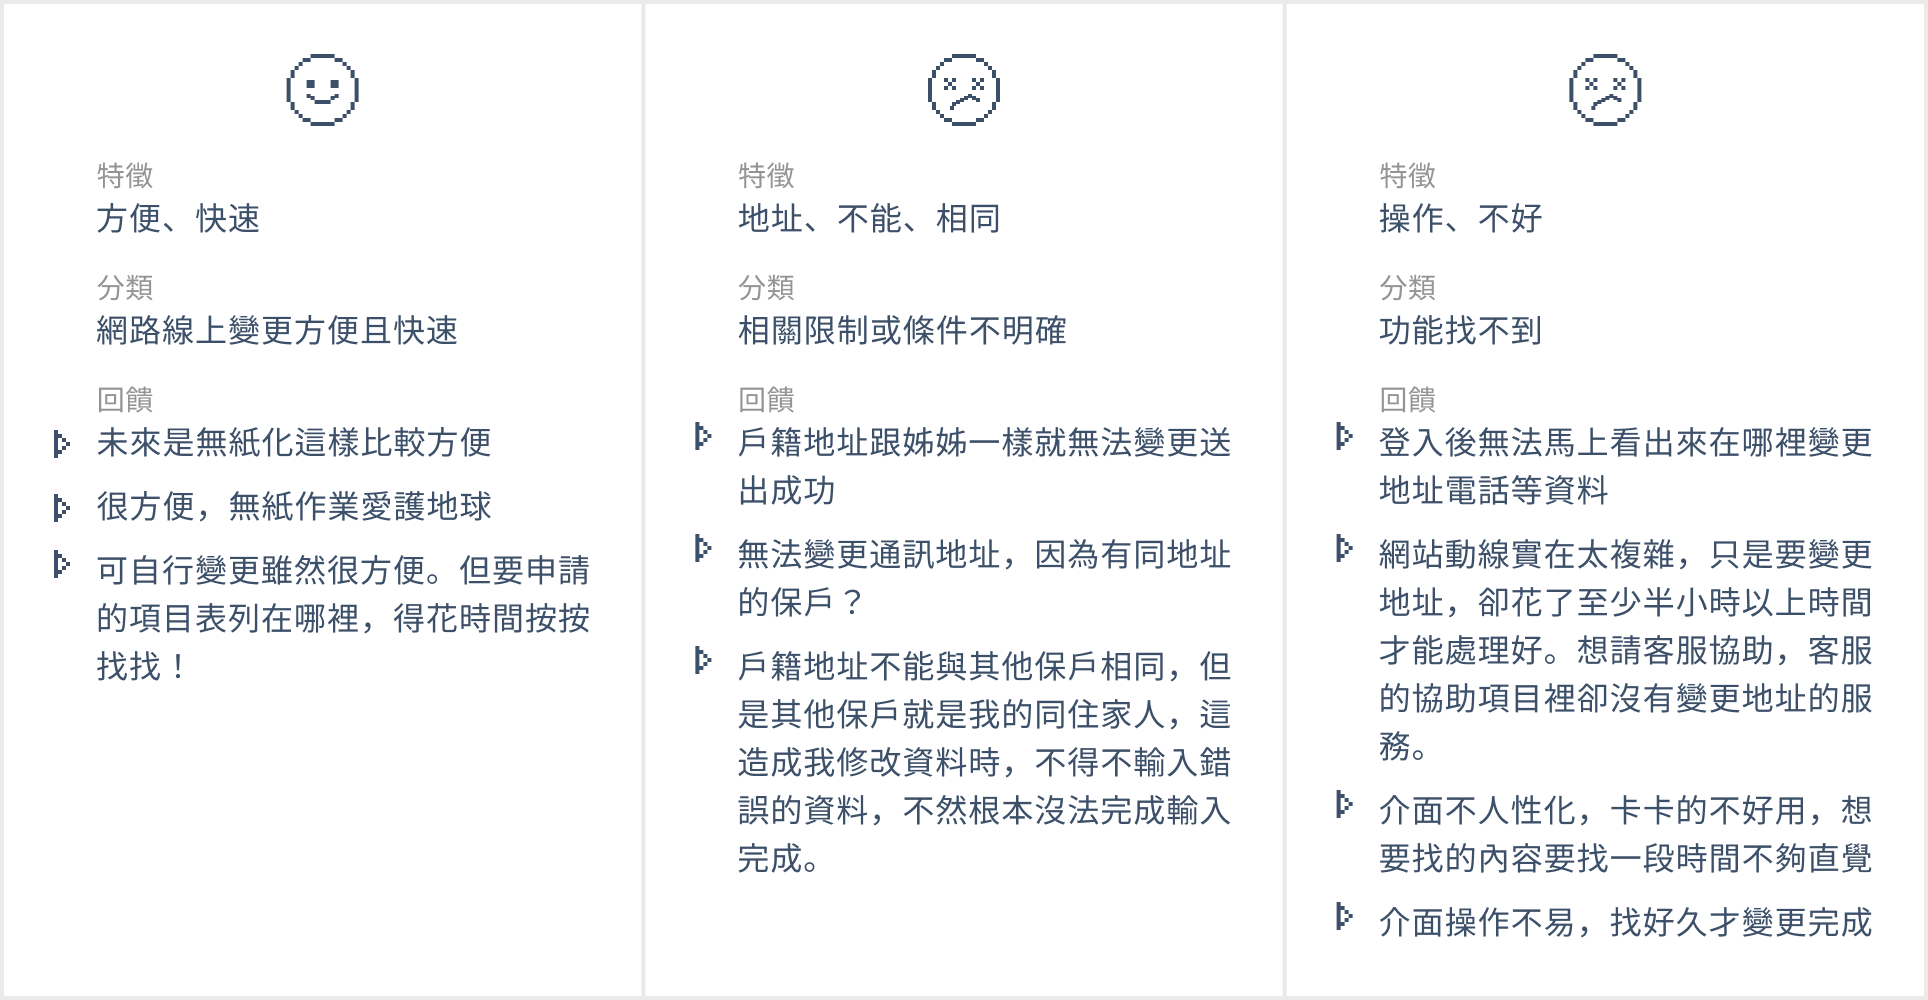 特徵
方便、快速
分類
網路線上變更方便且快速
回饋
未來是無紙化這樣比較方便
很方便，無紙作業愛護地球
可自行變更雖然很方便。但要申請
的項目表列在哪裡，得花時間按按
找找！
特徵
地址、不能、相同
分類
相關限制或條件不明確
回饋
戶籍地址跟姊姊一樣就無法變更送
出成功
無法變更通訊地址，因為有同地址
的保戶？
戶籍地址不能與其他保戶相同，但
是其他保戶就是我的同住家人，這
造成我修改資料時，不得不輸入錯
誤的資料，不然根本沒法完成輸入
完成。
特徵
操作、不好
分類
功能找不到
回饋
登入後無法馬上看出來在哪裡變更
地址電話等資料
網站動線實在太複雜，只是要變更
地址，卻花了至少半小時以上時間
才能處理好。想請客服協助，客服
的協助項目裡卻沒有變更地址的服
務。
介面不人性化，卡卡的不好用，想
要找的內容要找一段時間不夠直覺
介面操作不易，找好久才變更完成